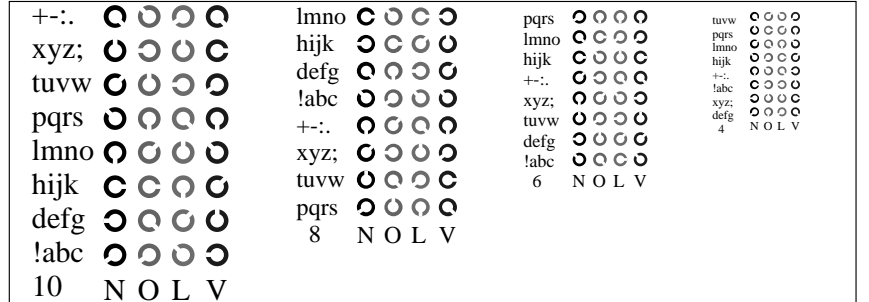 +-:.
xyz;
tuvw
pqrs
lmno
hijk
defg
!abc
10 N O L V
lmno
hijk
defg
!abc
+-:.
xyz;
tuvw
pqrs
8 N O L V
pqrs
lmno
hijk
+-:.
xyz;
tuvw
defg
!abc
6 N O L V
tuvw
pqrs
lmno
hijk
+-:.
!abc
xyz;
defg
4 N O L V